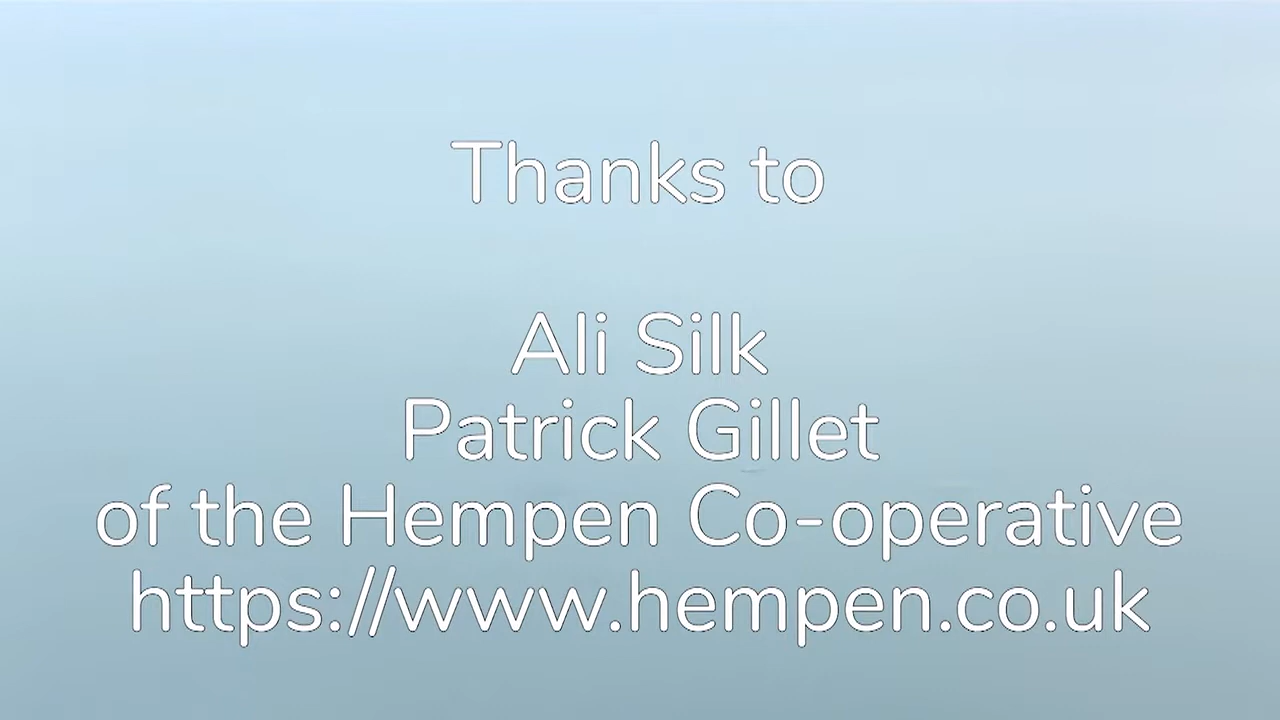 Thanks to
Ali Silk
Patrick Gillet
of the Hempen Co-operative
https://www.hempen.co.uk